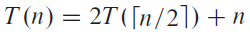 T(n) = 2T(⌈n/2⌉) + n